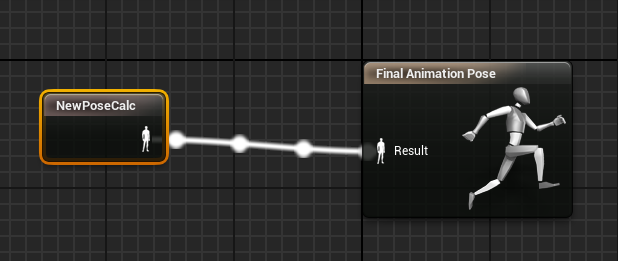 Final Animation Pose
NewPoseCalc
Result